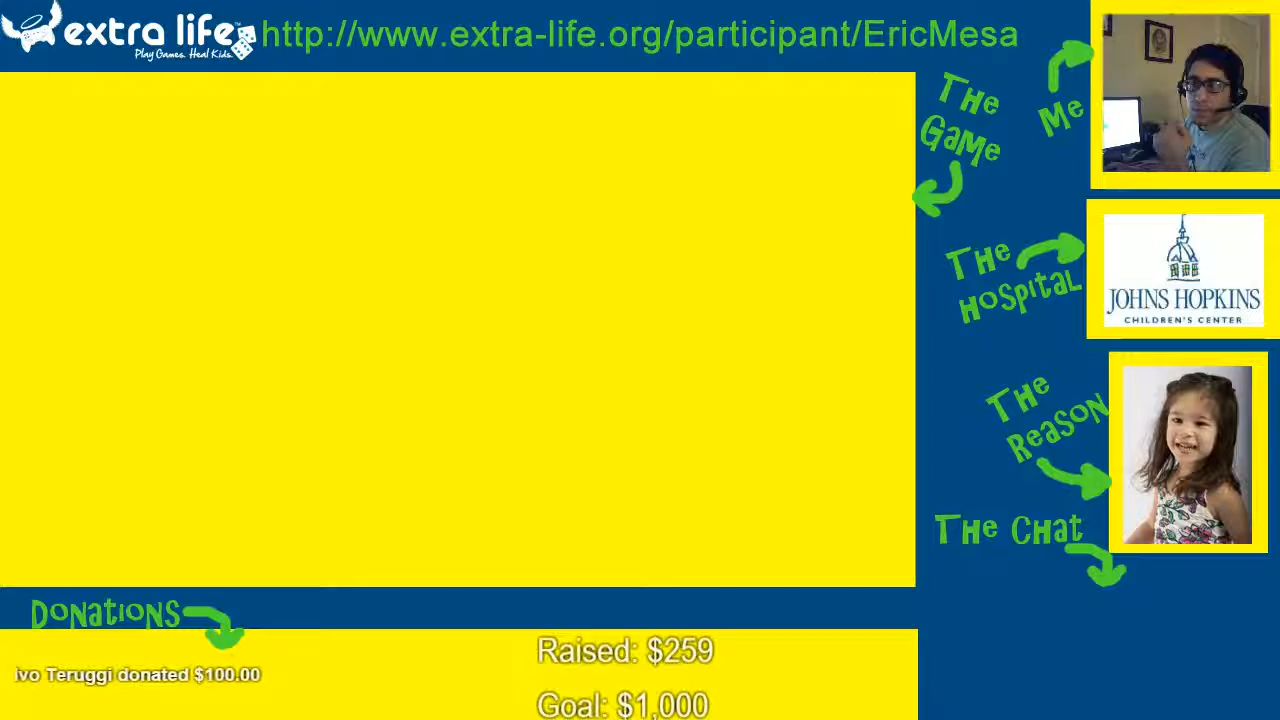 extra life
Play Games. Heal Kids.
http://www.extra-life.org/participant/EricMesa
The
Game
Me
The
Hospital
JOHNS HOPKINS
CHILDREN'S CENTER
The
Reason
The Chat
Donations
ivo Teruggi donated $100.00
Raised: $259
Goal: $1,000